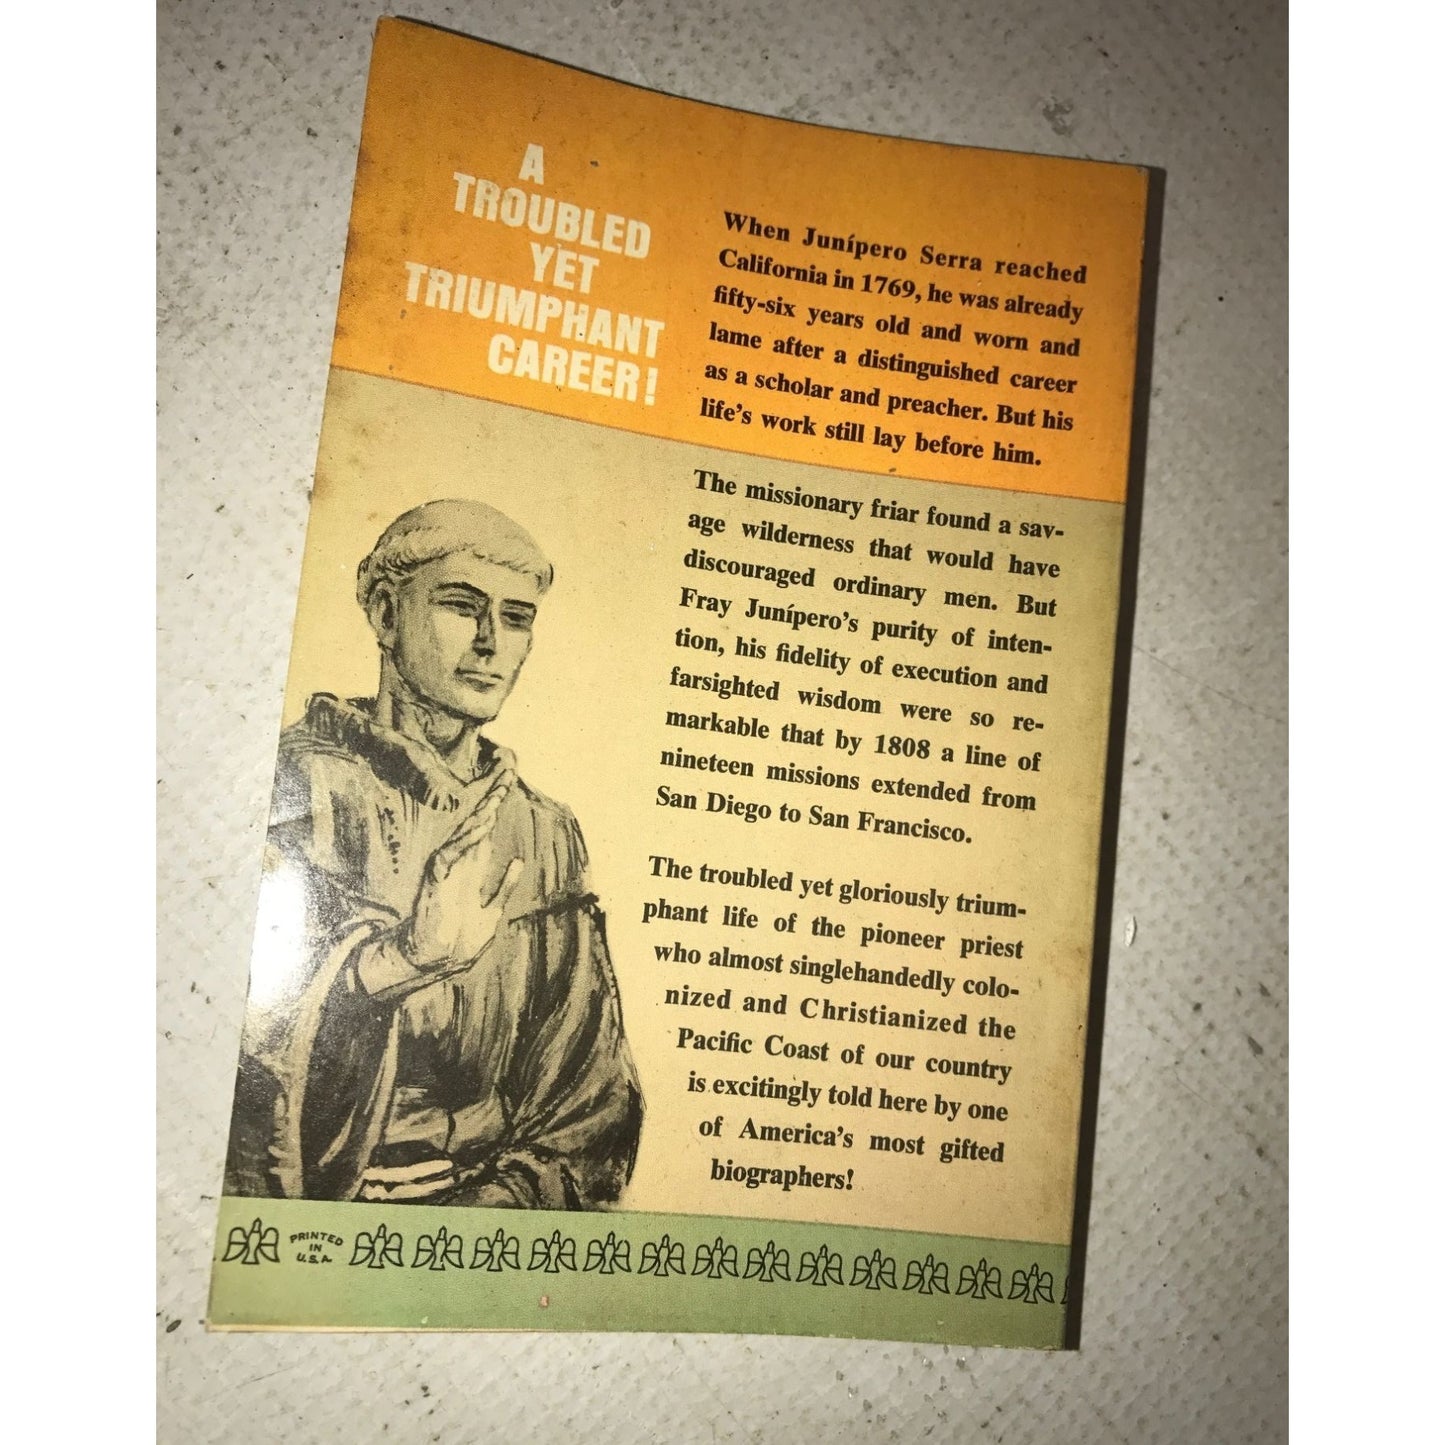 A
TROUBLED
YET
TRIUMPHANT
CAREER!
When Junípero Serra reached
California in 1769, he was already
fifty-six years old and worn and
lame after a distinguished career
as a scholar and preacher. But his
life's work still lay before him.
The missionary friar found a sav-
age wilderness that would have
discouraged ordinary men. But
Fray Junípero's purity of inten-
tion, his fidelity of execution and
farsighted wisdom were so re-
markable that by 1808 a line of
nineteen missions extended from
San Diego to San Francisco.
The troubled yet gloriously trium-
phant life of the pioneer priest
who almost singlehandedly colo-
nized and Christianized the
Pacific Coast of our country
is excitingly told here by one
of America's most gifted
biographers!
PRINTED
IN
U.S.A.